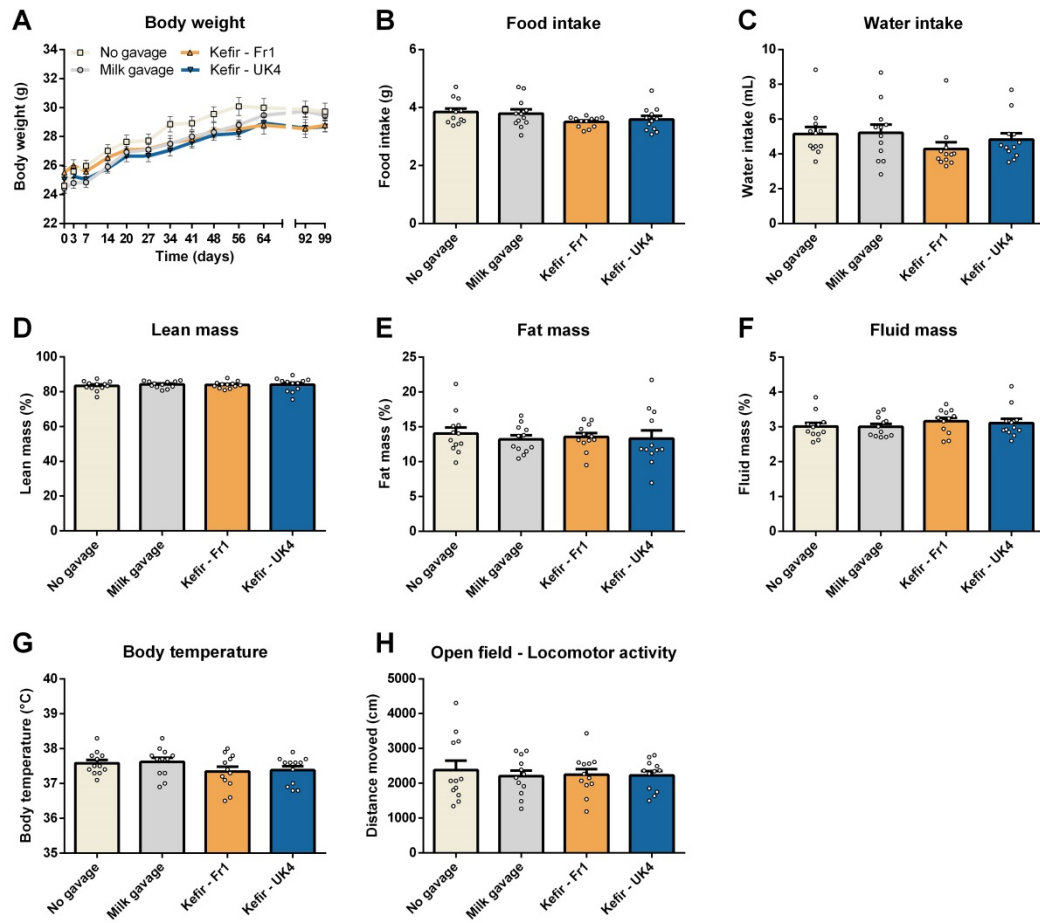 A
Body weight
No gavage
Kefir - Fr1
Milk gavage
Kefir - UK4
Body weight (g)
34
32
30
28
26
24
22
0 3 7 14 20 27 34 41 48 56 64 92 99
Time (days)
B
Food intake
Food intake (g)
6
4
2
0
No gavage
Milk gavage
Kefir - Fr1
Kefir - UK4
C
Water intake
Water intake (mL)
10
8
6
4
2
0
No gavage
Milk gavage
Kefir - Fr1
Kefir - UK4
D
Lean mass
Lean mass (%)
100
80
60
40
20
0
No gavage
Milk gavage
Kefir - Fr1
Kefir - UK4
E
Fat mass
Fat mass (%)
25
20
15
10
5
0
No gavage
Milk gavage
Kefir - Fr1
Kefir - UK4
F
Fluid mass
Fluid mass (%)
5
4
3
2
1
0
No gavage
Milk gavage
Kefir - Fr1
Kefir - UK4
G
Body temperature
Body temperature (°C)
40
39
38
37
36
35
No gavage
Milk gavage
Kefir - Fr1
Kefir - UK4
H
Open field - Locomotor activity
Distance moved (cm)
5000
4000
3000
2000
1000
0
No gavage
Milk gavage
Kefir - Fr1
Kefir - UK4